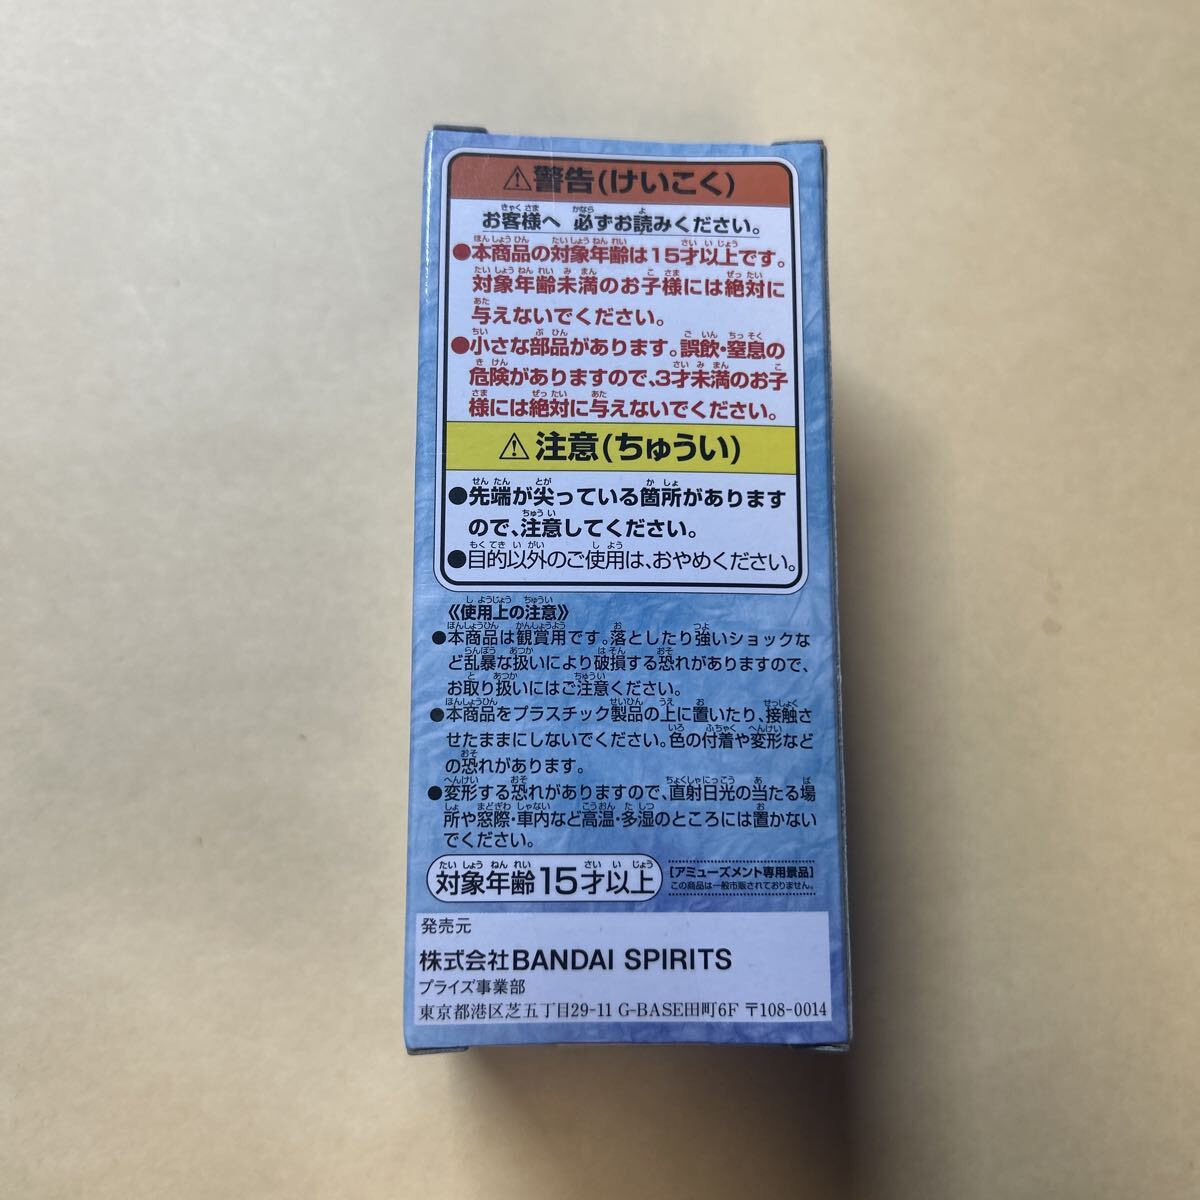 ⚠警告(けいこく)
お客様へ 必ずお読みください。
●本商品の対象年齢は15才以上です。
対象年齢未満のお子様には絶対に
与えないでください。
●小さな部品があります。誤飲・窒息の
危険がありますので、3才未満のお子
様には絶対に与えないでください。
⚠注意(ちゅうい)
●先端が尖っている箇所があります
ので、注意してください。
●目的以外のご使用は、おやめください。
《使用上の注意》
●本商品は観賞用です。落としたり強いショックな
ど乱暴な扱いにより破損する恐れがありますので、
お取り扱いにはご注意ください。
●本商品をプラスチック製品の上に置いたり、接触さ
せたままにしないでください。色の付着や変形など
の恐れがあります。
●変形する恐れがありますので、直射日光の当たる場
所や窓際・車内など高温・多湿のところには置かない
でください。
対象年齢15才以上
[アミューズメント専用景品]
この商品は一般市販されておりません。
発売元
株式会社BANDAI SPIRITS
プライズ事業部
東京都港区芝五丁目29-11 G-BASE田町6F 〒108-0014